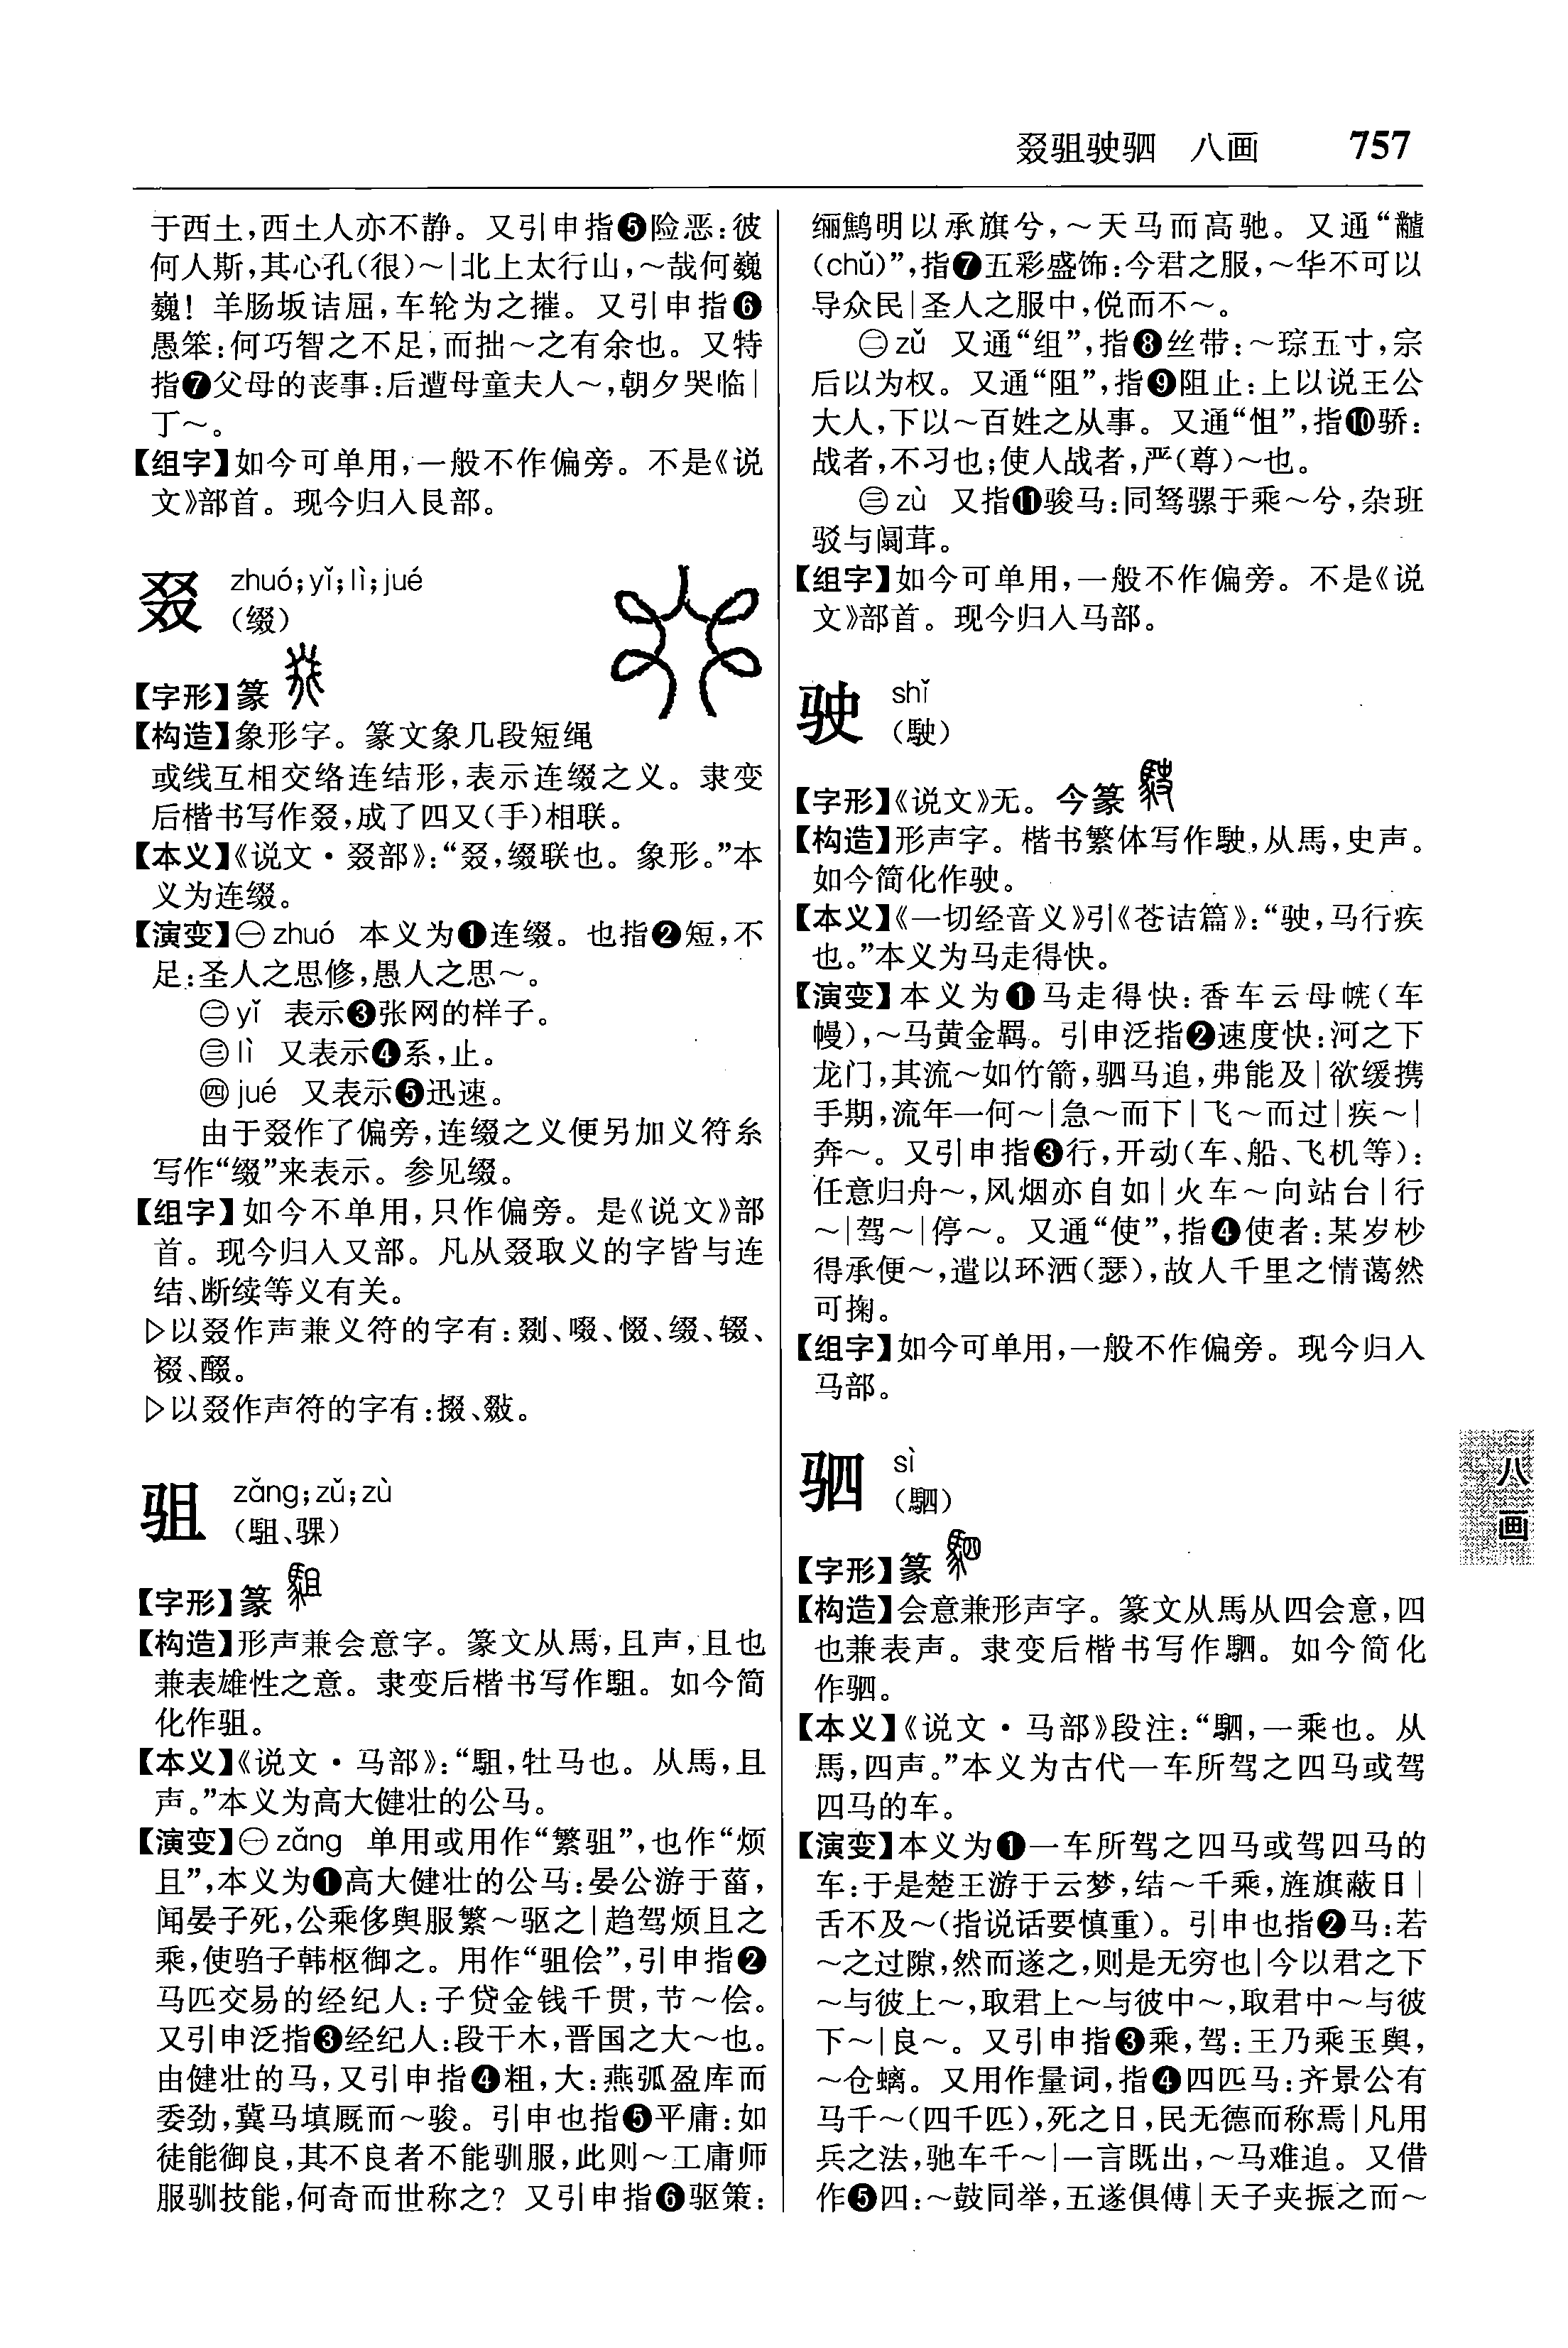 叕驵驶驷　八画　757
于西土，西土人亦不静。又引申指❺险恶：彼
何人斯，其心孔（很）～|北上太行山，～哉何巍
巍！羊肠坂诘屈，车轮为之摧。又引申指❻
愚笨：何巧智之不足，而拙～之有余也。又特
指❼父母的丧事：后遭母童夫人～，朝夕哭临|
丁～。
【组字】如今可单用，一般不作偏旁。不是《说
文》部首。现今归入艮部。
叕　zhuó；yǐ；lì；jué
（缀）
【字形】篆
【构造】象形字。篆文象几段短绳
或线互相交络连结形，表示连缀之义。隶变
后楷书写作叕，成了四又（手）相联。
【本义】《说文·叕部》：“叕，缀联也。象形。”本
义为连缀。
【演变】㊀zhuó　本义为❶连缀。也指❷短，不
足：圣人之思修，愚人之思～。
㊁yǐ　表示❸张网的样子。
㊂lì　又表示❹系，止。
㊃jué　又表示❺迅速。
由于叕作了偏旁，连缀之义便另加义符糸
写作“缀”来表示。参见缀。
【组字】如今不单用，只作偏旁。是《说文》部
首。现今归入又部。凡从叕取义的字皆与连
结、断续等义有关。
▷以叕作声兼义符的字有：剟、啜、惙、缀、辍、
裰、醊。
▷以叕作声符的字有：掇、敠。
驵　zǎng；zǔ；zù
（駔、骒）
【字形】篆
【构造】形声兼会意字。篆文从馬，且声，且也
兼表雄性之意。隶变后楷书写作駔。如今简
化作驵。
【本义】《说文·马部》：“駔，牡马也。从馬，且
声。”本义为高大健壮的公马。
【演变】㊀zǎng　单用或用作“繁驵”，也作“烦
且”，本义为❶高大健壮的公马：晏公游于菑，
闻晏子死，公乘侈舆服繁～驱之|趋驾烦且之
乘，使驺子韩枢御之。用作“驵侩”，引申指❷
马匹交易的经纪人：子贷金钱千贯，节～侩。
又引申泛指❸经纪人：段干木，晋国之大～也。
由健壮的马，又引申指❹粗，大：燕弧盈库而
委劲，冀马填厩而～骏。引申也指❺平庸：如
徒能御良，其不良者不能驯服，此则～工庸师
服驯技能，何奇而世称之？又引申指❻驱策：
缅鹪明以承旗兮，～天马而高驰。又通“齇
（chǔ）”，指❼五彩盛饰：今君之服，～华不可以
导众民|圣人之服中，悦而不～。
㊁zǔ　又通“组”，指❽丝带：～琮五寸，宗
后以为权。又通“阻”，指❾阻止：上以说王公
大人，下以～百姓之从事。又通“怚”，指❿骄：
战者，不习也；使人战者，严（尊）～也。
㊂zù　又指⓫骏马：同驽骡于乘～兮，杂班
驳与阘茸。
【组字】如今可单用，一般不作偏旁。不是《说
文》部首。现今归入马部。
驶　shǐ
（駛）
【字形】《说文》无。今篆
【构造】形声字。楷书繁体写作駛，从馬，史声。
如今简化作驶。
【本义】《一切经音义》引《苍诘篇》：“驶，马行疾
也。”本义为马走得快。
【演变】本义为❶马走得快：香车云母幌（车
幔），～马黄金羁。引申泛指❷速度快：河之下
龙门，其流～如竹箭，驷马追，弗能及|欲缓携
手期，流年一何～|急～而下|飞～而过|疾～|
奔～。又引申指❸行，开动（车、船、飞机等）：
任意归舟～，风烟亦自如|火车～向站台|行
～|驾～|停～。又通“使”，指❹使者：某岁杪
得承便～，遣以环洒（瑟），故人千里之情蔼然
可掬。
【组字】如今可单用，一般不作偏旁。现今归入
马部。
驷　sì
（駟）
【字形】篆
【构造】会意兼形声字。篆文从馬从四会意，四
也兼表声。隶变后楷书写作駟。如今简化
作驷。
【本义】《说文·马部》段注：“駟，一乘也。从
馬，四声。”本义为古代一车所驾之四马或驾
四马的车。
【演变】本义为❶一车所驾之四马或驾四马的
车：于是楚王游于云梦，结～千乘，旌旗蔽日|
舌不及～（指说话要慎重）。引申也指❷马：若
～之过隙，然而遂之，则是无穷也|今以君之下
～与彼上～，取君上～与彼中～，取君中～与彼
下～|良～。又引申指❸乘，驾：王乃乘玉舆，
～仓螭。又用作量词，指❹四匹马：齐景公有
马千～（四千匹），死之日，民无德而称焉|凡用
兵之法，驰车千～|一言既出，～马难追。又借
作❺四：～鼓同举，五遂俱傅|天子夹振之而～
八画